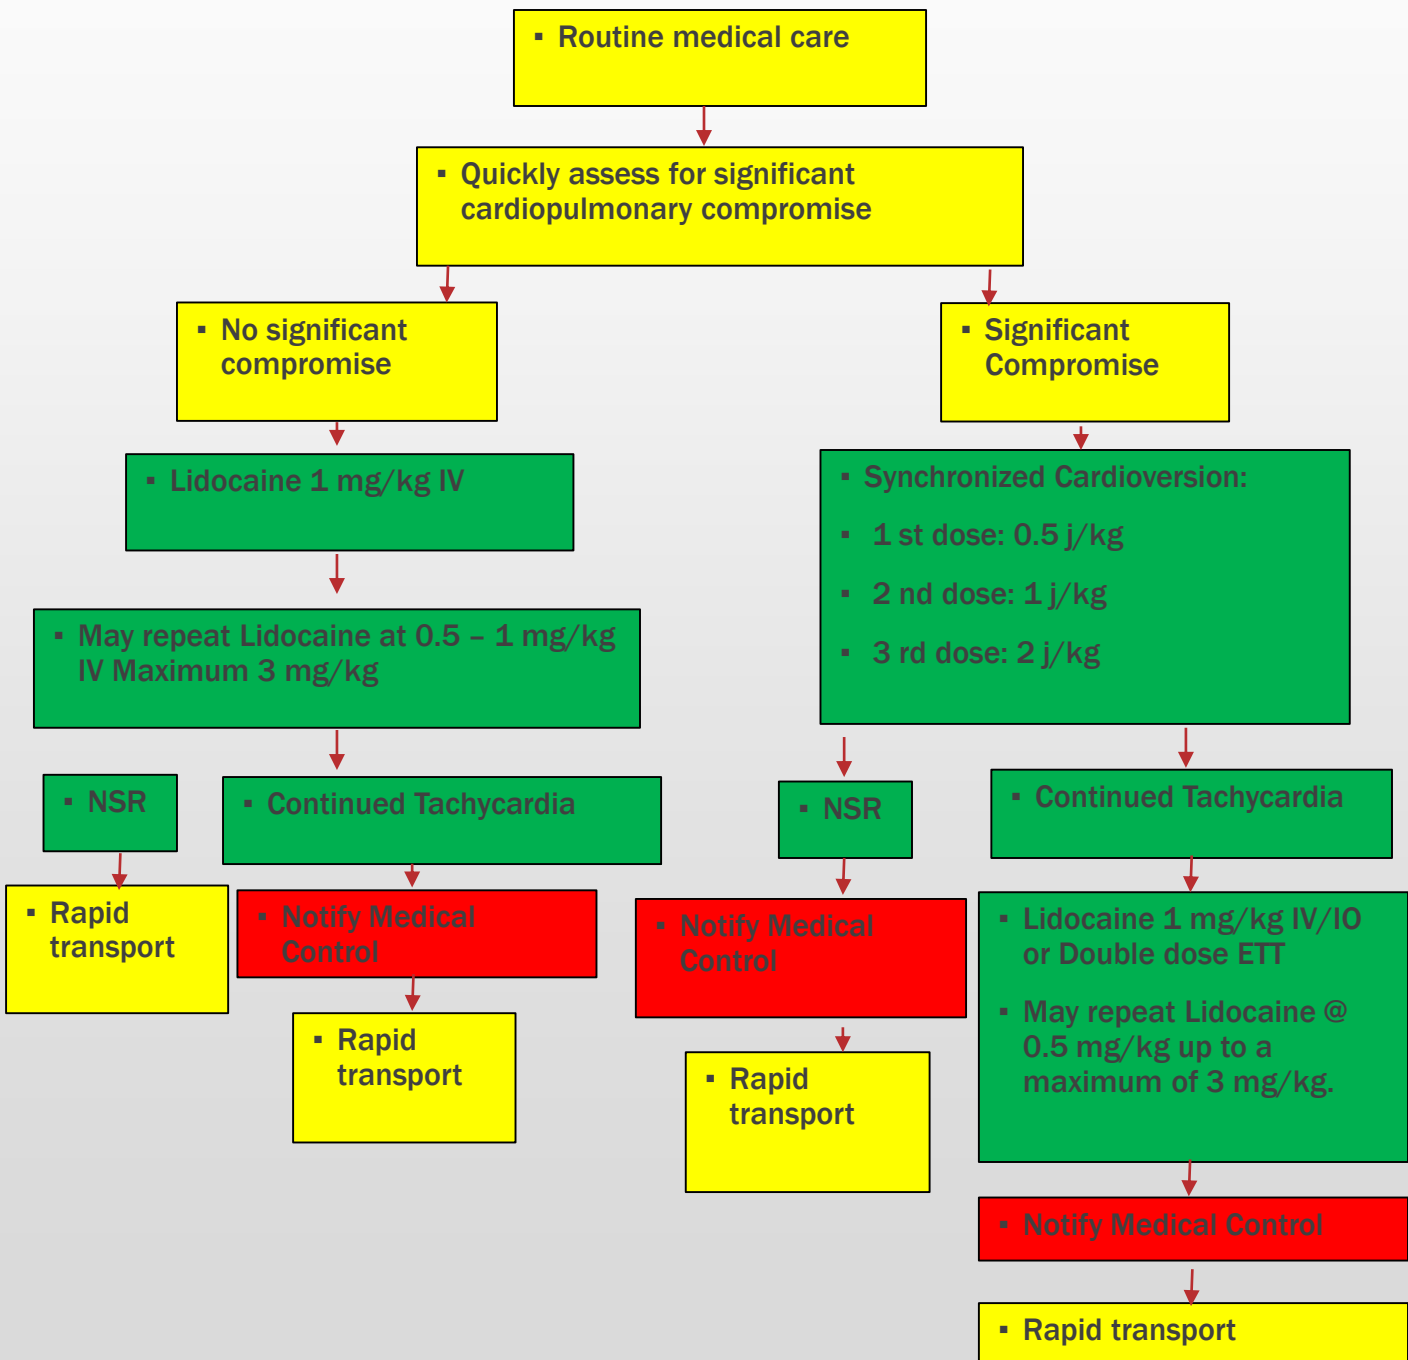 ▪ Routine medical care
▪ Quickly assess for significant
cardiopulmonary compromise
▪ No significant
compromise
▪ Significant
Compromise
▪ Lidocaine 1 mg/kg IV
▪ Synchronized Cardioversion:
▪ 1 st dose: 0.5 j/kg
▪ 2 nd dose: 1 j/kg
▪ 3 rd dose: 2 j/kg
▪ May repeat Lidocaine at 0.5 – 1 mg/kg
IV Maximum 3 mg/kg
▪ NSR
▪ Continued Tachycardia
▪ NSR
▪ Continued Tachycardia
▪ Rapid
transport
▪ Notify Medical
Control
▪ Rapid
transport
▪ Notify Medical
Control
▪ Rapid
transport
▪ Lidocaine 1 mg/kg IV/IO
or Double dose ETT
▪ May repeat Lidocaine @
0.5 mg/kg up to a
maximum of 3 mg/kg.
▪ Notify Medical Control
▪ Rapid transport